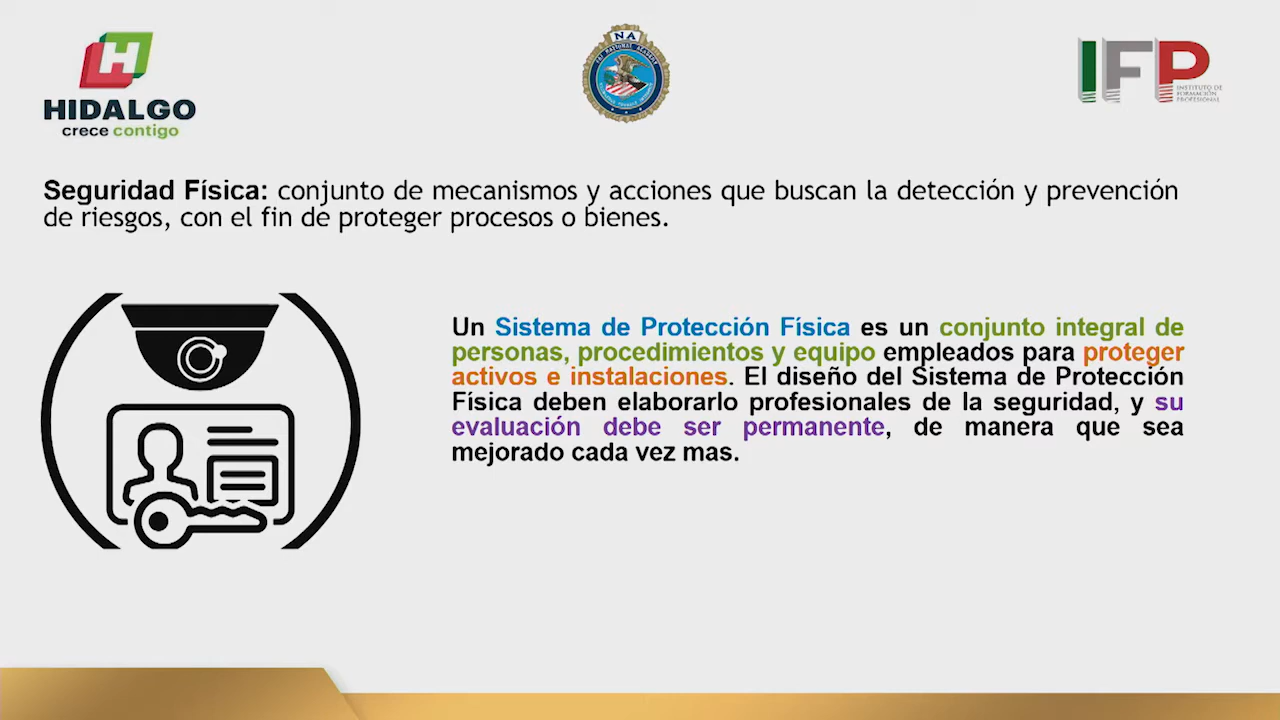 HIDALGO
crece contigo
NA
IFP
INSTITUTO DE
FORMACIÓN
PROFESIONAL
Seguridad Física: conjunto de mecanismos y acciones que buscan la detección y prevención
de riesgos, con el fin de proteger procesos o bienes.
Un Sistema de Protección Física es un conjunto integral de
personas, procedimientos y equipo empleados para proteger
activos e instalaciones. El diseño del Sistema de Protección
Física deben elaborarlo profesionales de la seguridad, y su
evaluación debe ser permanente, de manera que sea
mejorado cada vez mas.